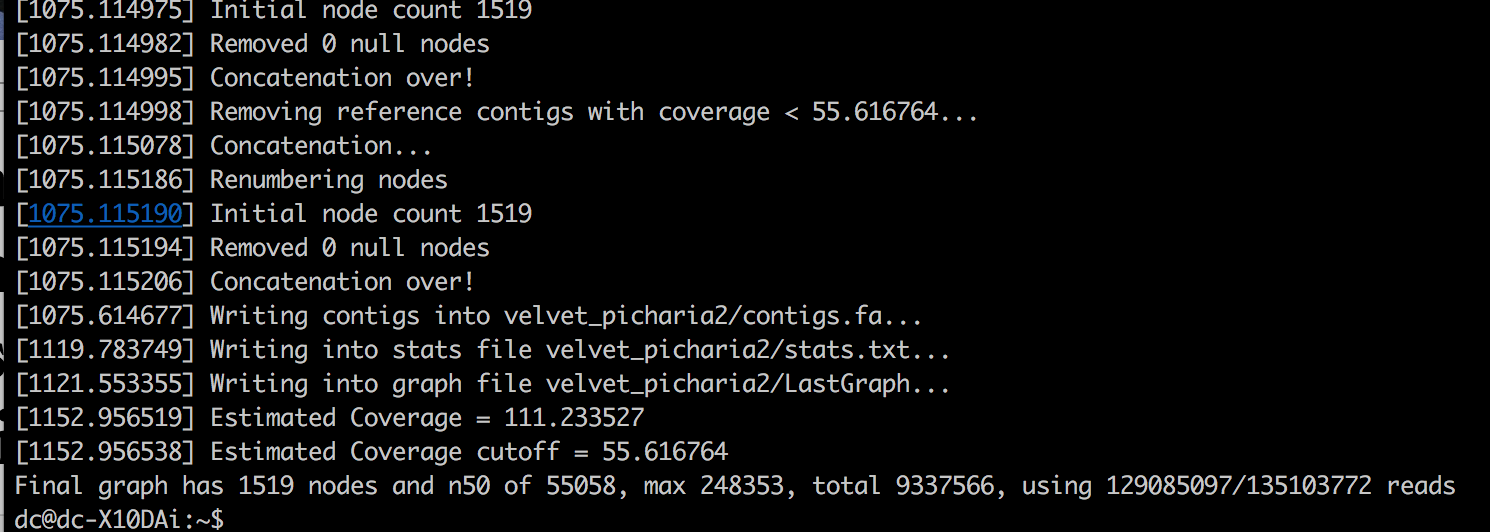 [1075.114975] Initial node count 1519
[1075.114982] Removed 0 null nodes
[1075.114995] Concatenation over!
[1075.114998] Removing reference contigs with coverage < 55.616764...
[1075.115078] Concatenation...
[1075.115186] Renumbering nodes
[1075.115190] Initial node count 1519
[1075.115194] Removed 0 null nodes
[1075.115206] Concatenation over!
[1075.614677] Writing contigs into velvet_picharia2/contigs.fa...
[1119.783749] Writing into stats file velvet_picharia2/stats.txt...
[1121.553355] Writing into graph file velvet_picharia2/LastGraph...
[1152.956519] Estimated Coverage = 111.233527
[1152.956538] Estimated Coverage cutoff = 55.616764
Final graph has 1519 nodes and n50 of 55058, max 248353, total 9337566, using 129085097/135103772 reads
dc@dc-X10DAi:~$